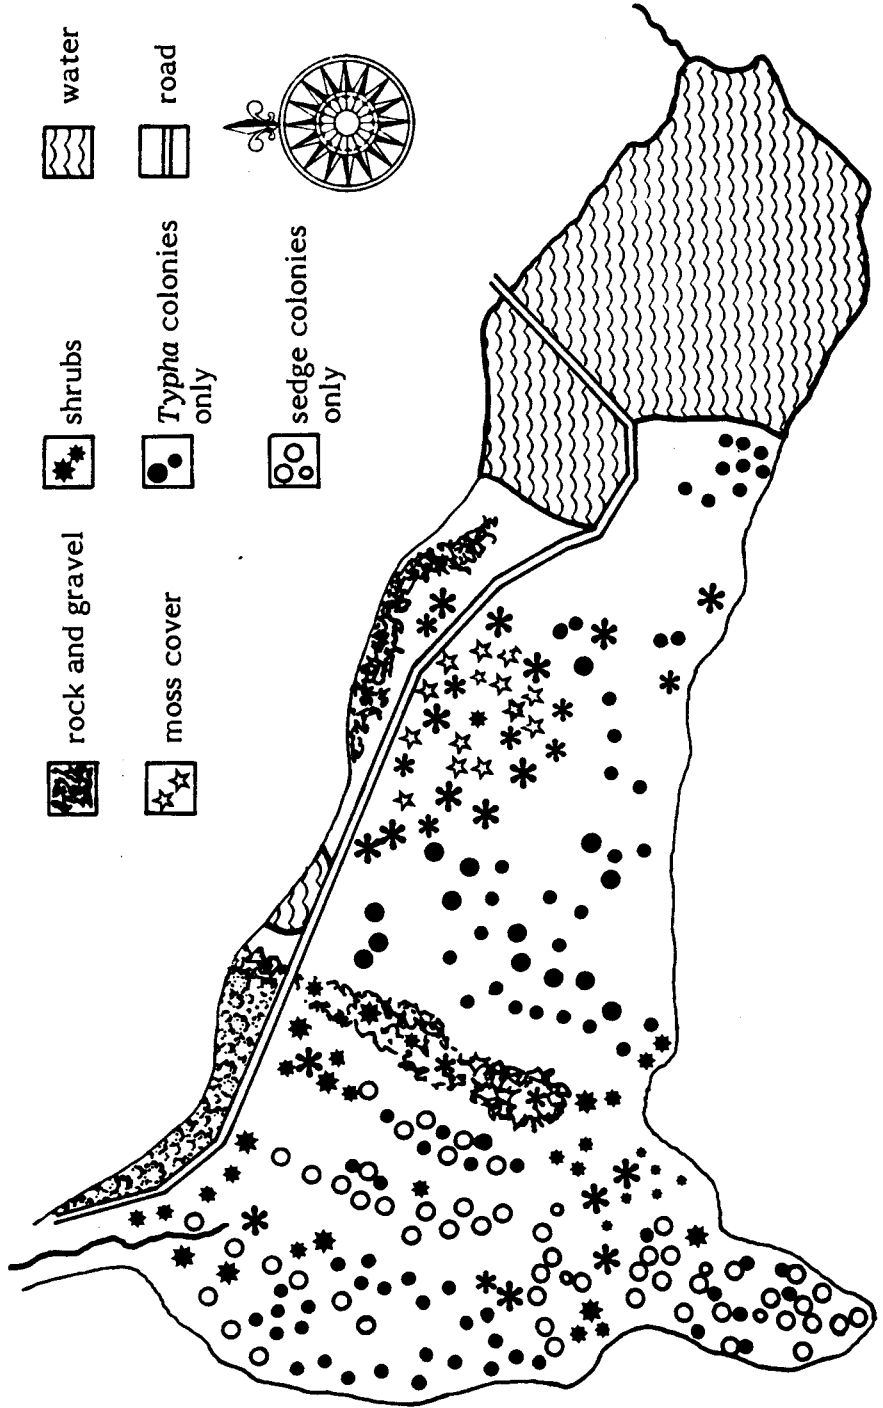 rock and gravel
moss cover
shrubs
Typha colonies
only
sedge colonies
only
water
road